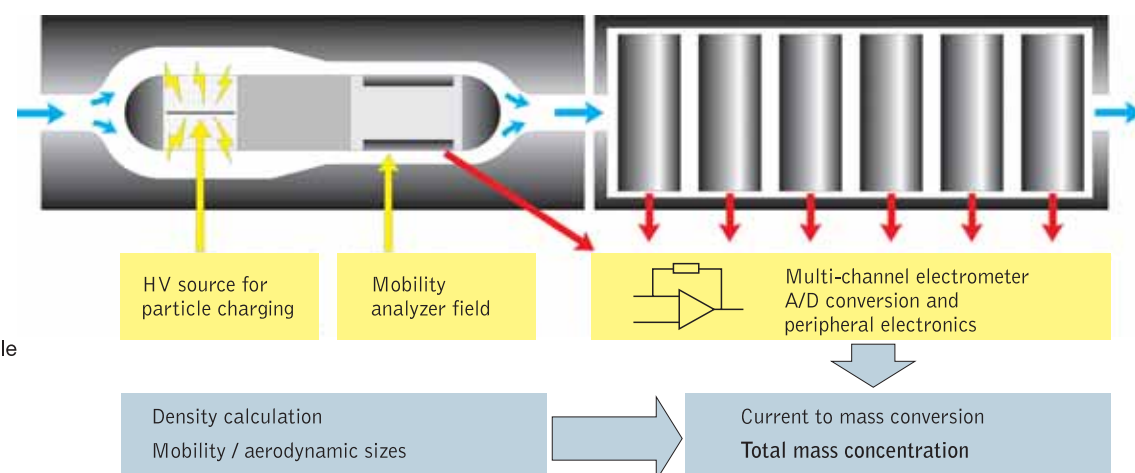 HV source for
particle charging
Mobility
analyzer field
Multi-channel electrometer
A/D conversion and
peripheral electronics
le
Density calculation
Mobility / aerodynamic sizes
Current to mass conversion
Total mass concentration